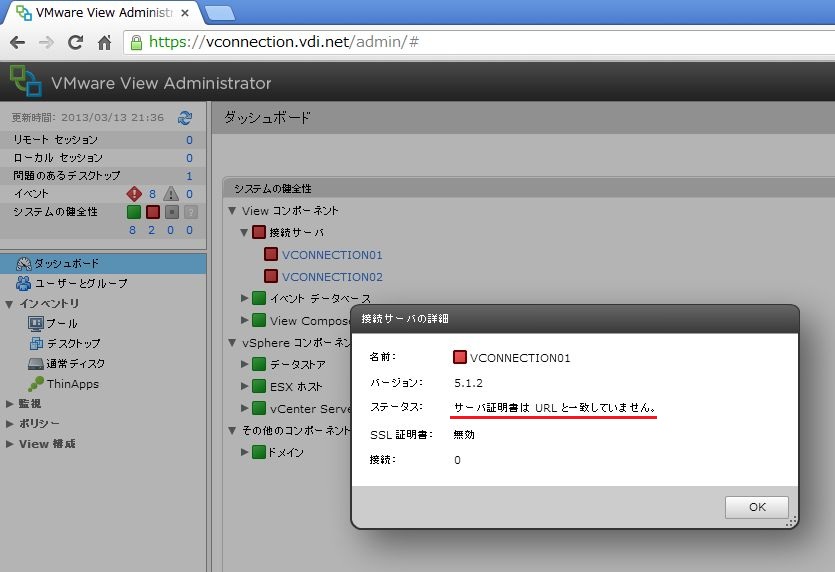 VMware View Administr
https://vconnection.vdi.net/admin/#
VMware View Administrator
更新時間: 2013/03/13 21:36
リモート セッション 0
ローカル セッション 0
問題のあるデスクトップ 1
イベント 8 0
システムの健全性 ?
8 2 0 0
ダッシュボード
ユーザーとグループ
インベントリ
プール
デスクトップ
通常ディスク
ThinApps
監視
ポリシー
View 構成
ダッシュボード
システムの健全性
View コンポーネント
接続サーバ
VCONNECTION01
VCONNECTION02
イベント データベース
View Compose
vSphere コンポーネン
データストア
ESX ホスト
vCenter Serve
その他のコンポーネント
ドメイン
接続サーバの詳細
名前: VCONNECTION01
バージョン: 5.1.2
ステータス: サーバ証明書は URL と一致していません。
SSL 証明書: 無効
接続: 0
OK